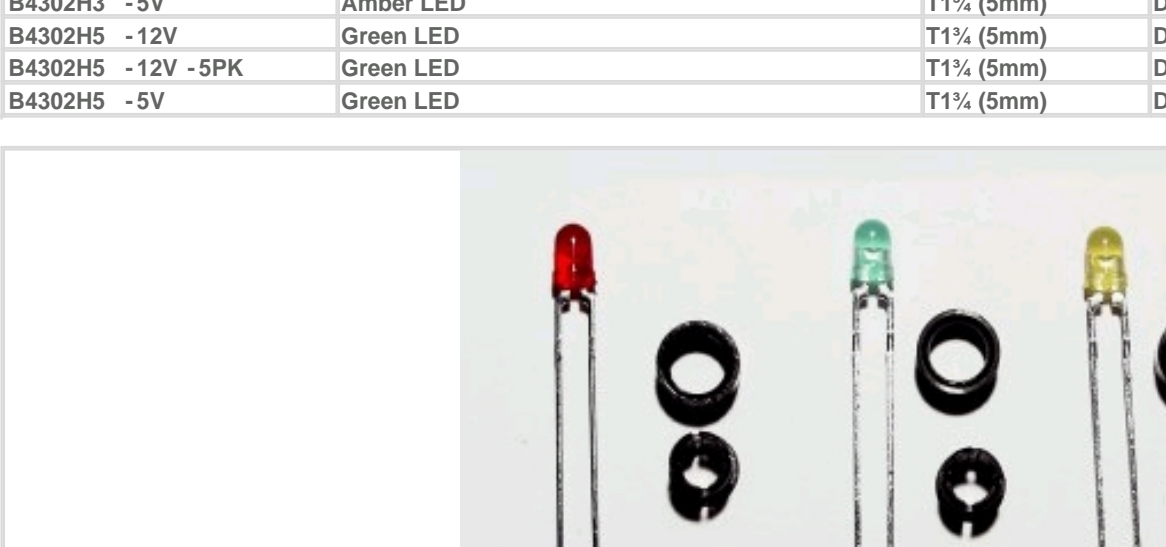 B4302H3 -5V Amber LED T1¾ (5mm) D
B4302H5 -12V Green LED T1¾ (5mm) D
B4302H5 -12V -5PK Green LED T1¾ (5mm) D
B4302H5 -5V Green LED T1¾ (5mm) D